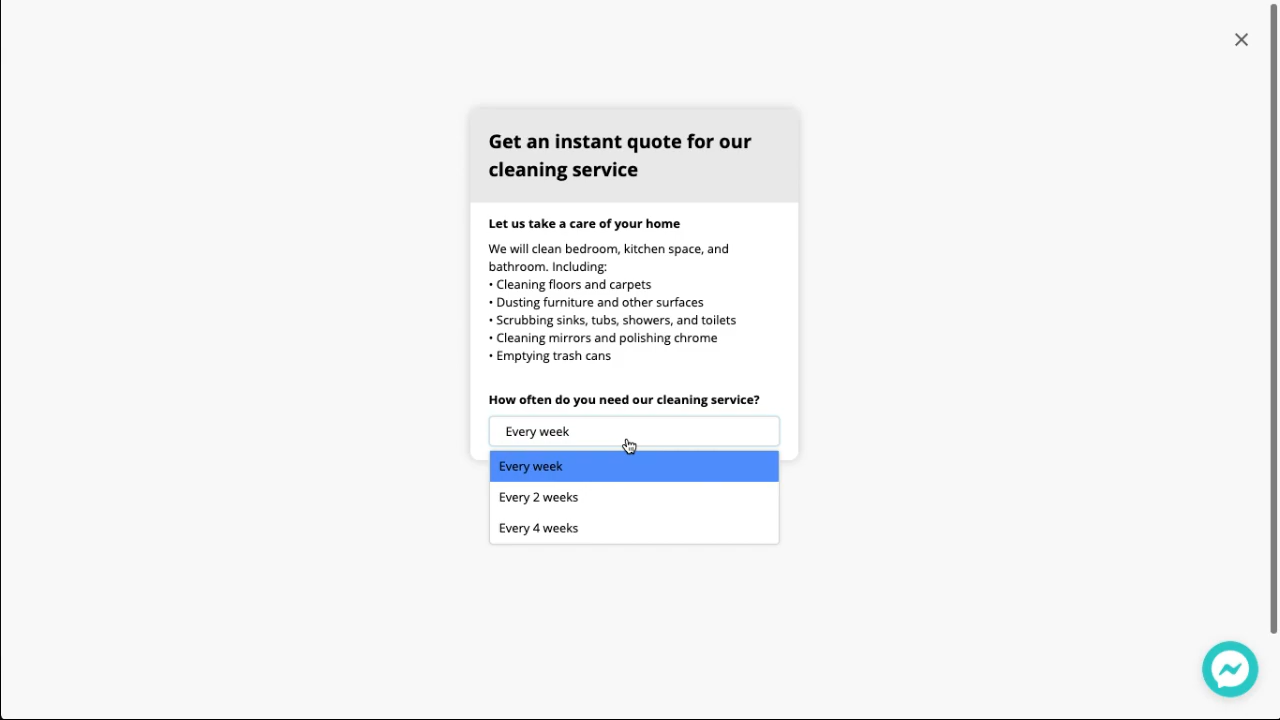 Get an instant quote for our
cleaning service
Let us take a care of your home
We will clean bedroom, kitchen space, and
bathroom. Including:
• Cleaning floors and carpets
• Dusting furniture and other surfaces
• Scrubbing sinks, tubs, showers, and toilets
• Cleaning mirrors and polishing chrome
• Emptying trash cans
How often do you need our cleaning service?
Every week
Every week
Every 2 weeks
Every 4 weeks